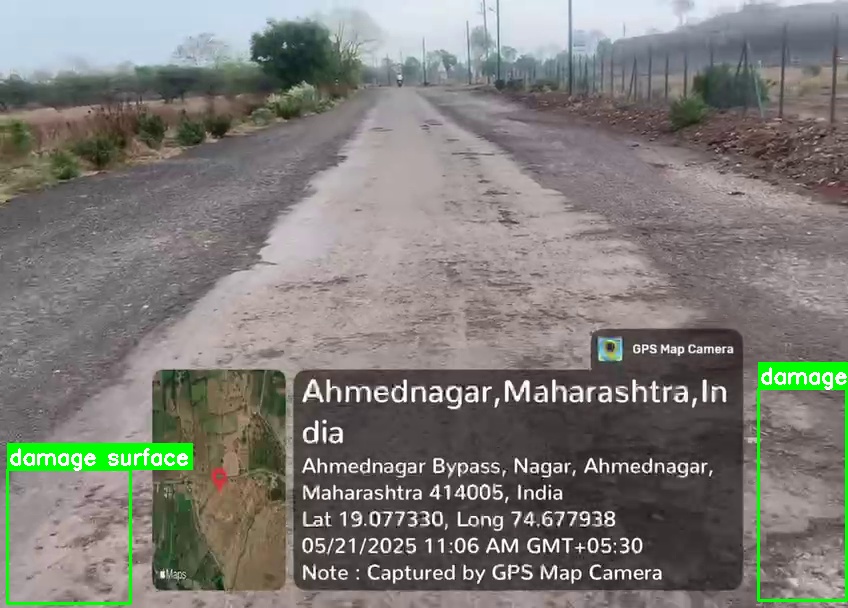 GPS Map Camera
damage
Ahmednagar,Maharashtra,In
dia
damage surface
Ahmednagar Bypass, Nagar, Ahmednagar,
Maharashtra 414005, India
Lat 19.077330, Long 74.677938
05/21/2025 11:06 AM GMT+05:30
Note : Captured by GPS Map Camera
Maps